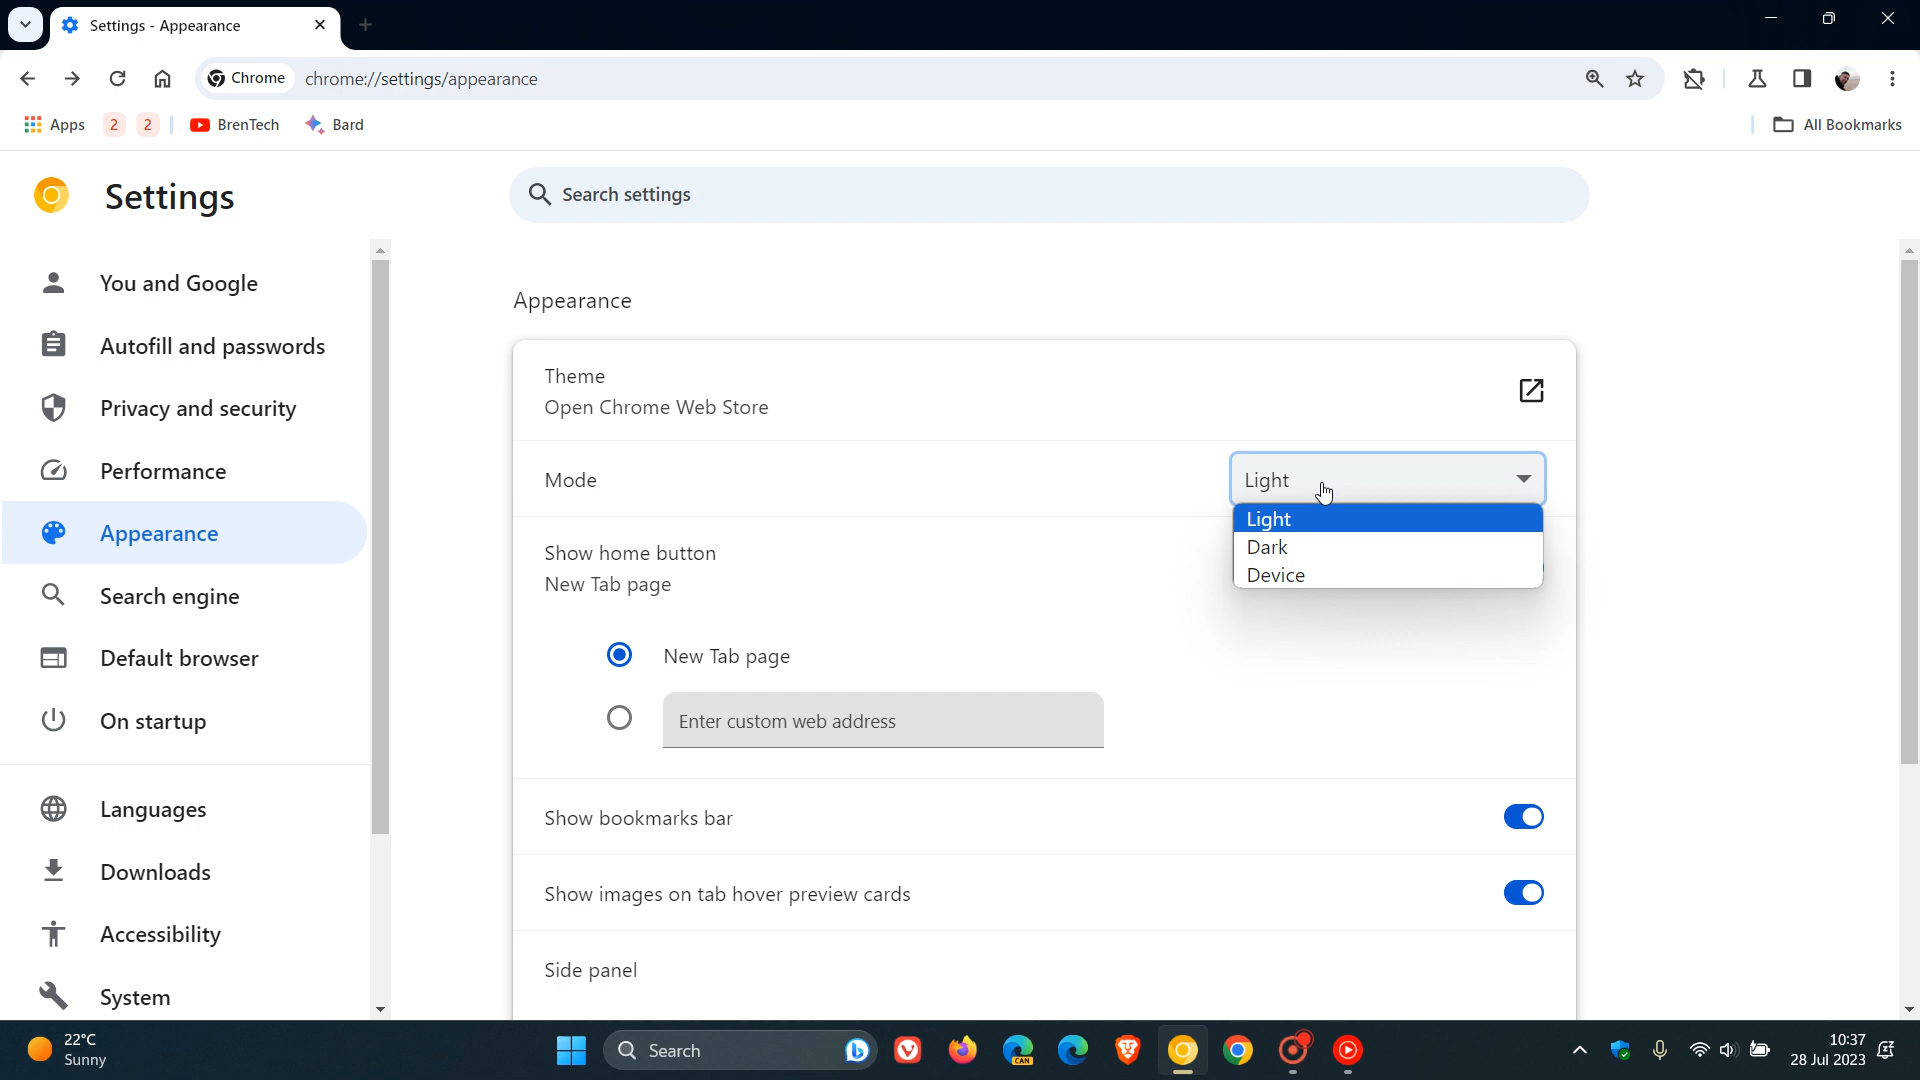 Settings - Appearance
Chrome chrome://settings/appearance
Apps 2 2 BrenTech Bard All Bookmarks
Settings
Search settings
You and Google
Autofill and passwords
Privacy and security
Performance
Appearance
Search engine
Default browser
On startup
Languages
Downloads
Accessibility
System
Appearance
Theme
Open Chrome Web Store
Mode
Light
Light
Dark
Device
Show home button
New Tab page
New Tab page
Enter custom web address
Show bookmarks bar
Show images on tab hover preview cards
Side panel
22°C
Sunny
Search
CAN
10:37
28 Jul 2023